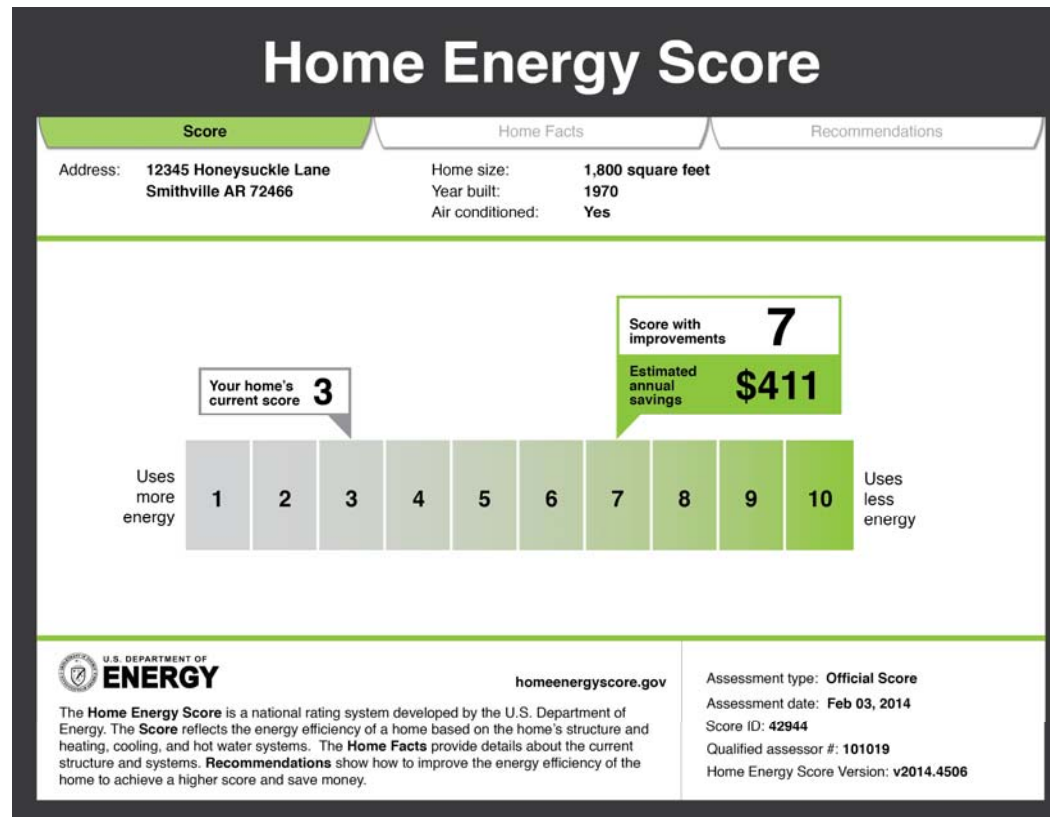 Home Energy Score
Score
Home Facts
Recommendations
Address: 12345 Honeysuckle Lane
Smithville AR 72466
Home size: 1,800 square feet
Year built: 1970
Air conditioned: Yes
Score with
improvements
7
Estimated
annual
savings
$411
Your home's
current score
3
Uses
more
energy
1 2 3 4 5 6 7 8 9 10
Uses
less
energy
U.S. DEPARTMENT OF
ENERGY
homeenergyscore.gov
The Home Energy Score is a national rating system developed by the U.S. Department of
Energy. The Score reflects the energy efficiency of a home based on the home's structure and
heating, cooling, and hot water systems. The Home Facts provide details about the current
structure and systems. Recommendations show how to improve the energy efficiency of the
home to achieve a higher score and save money.
Assessment type: Official Score
Assessment date: Feb 03, 2014
Score ID: 42944
Qualified assessor #: 101019
Home Energy Score Version: v2014.4506